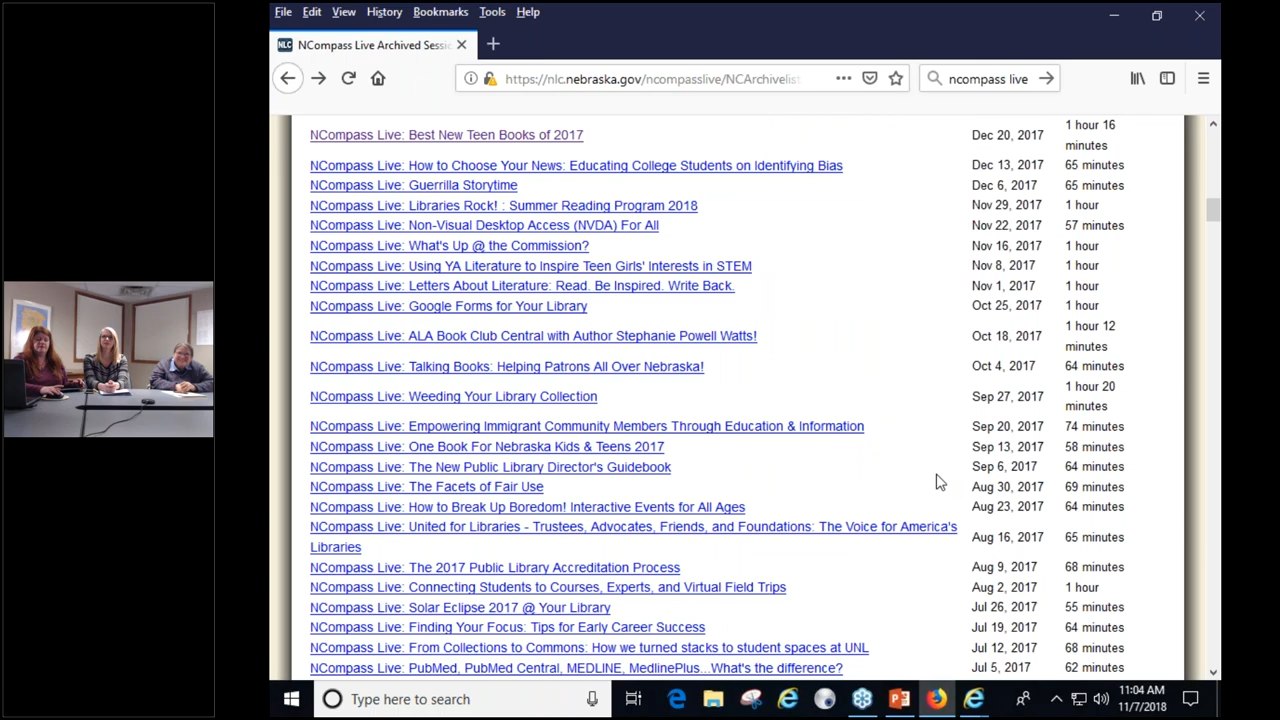 File Edit View History Bookmarks Tools Help
NLC NCompass Live Archived Sessi
https://nlc.nebraska.gov/ncompasslive/NCArchivelist
ncompass live
NCompass Live: Best New Teen Books of 2017 Dec 20, 2017 1 hour 16 minutes
NCompass Live: How to Choose Your News: Educating College Students on Identifying Bias Dec 13, 2017 65 minutes
NCompass Live: Guerrilla Storytime Dec 6, 2017 65 minutes
NCompass Live: Libraries Rock! : Summer Reading Program 2018 Nov 29, 2017 1 hour
NCompass Live: Non-Visual Desktop Access (NVDA) For All Nov 22, 2017 57 minutes
NCompass Live: What's Up @ the Commission? Nov 16, 2017 1 hour
NCompass Live: Using YA Literature to Inspire Teen Girls' Interests in STEM Nov 8, 2017 1 hour
NCompass Live: Letters About Literature: Read. Be Inspired. Write Back. Nov 1, 2017 1 hour
NCompass Live: Google Forms for Your Library Oct 25, 2017 1 hour
NCompass Live: ALA Book Club Central with Author Stephanie Powell Watts! Oct 18, 2017 1 hour 12 minutes
NCompass Live: Talking Books: Helping Patrons All Over Nebraska! Oct 4, 2017 64 minutes
NCompass Live: Weeding Your Library Collection Sep 27, 2017 1 hour 20 minutes
NCompass Live: Empowering Immigrant Community Members Through Education & Information Sep 20, 2017 74 minutes
NCompass Live: One Book For Nebraska Kids & Teens 2017 Sep 13, 2017 58 minutes
NCompass Live: The New Public Library Director's Guidebook Sep 6, 2017 64 minutes
NCompass Live: The Facets of Fair Use Aug 30, 2017 69 minutes
NCompass Live: How to Break Up Boredom! Interactive Events for All Ages Aug 23, 2017 64 minutes
NCompass Live: United for Libraries - Trustees, Advocates, Friends, and Foundations: The Voice for America's
Libraries Aug 16, 2017 65 minutes
NCompass Live: The 2017 Public Library Accreditation Process Aug 9, 2017 68 minutes
NCompass Live: Connecting Students to Courses, Experts, and Virtual Field Trips Aug 2, 2017 1 hour
NCompass Live: Solar Eclipse 2017 @ Your Library Jul 26, 2017 55 minutes
NCompass Live: Finding Your Focus: Tips for Early Career Success Jul 19, 2017 64 minutes
NCompass Live: From Collections to Commons: How we turned stacks to student spaces at UNL Jul 12, 2017 68 minutes
NCompass Live: PubMed, PubMed Central, MEDLINE, MedlinePlus...What's the difference? Jul 5, 2017 62 minutes
Type here to search
11:04 AM
11/7/2018